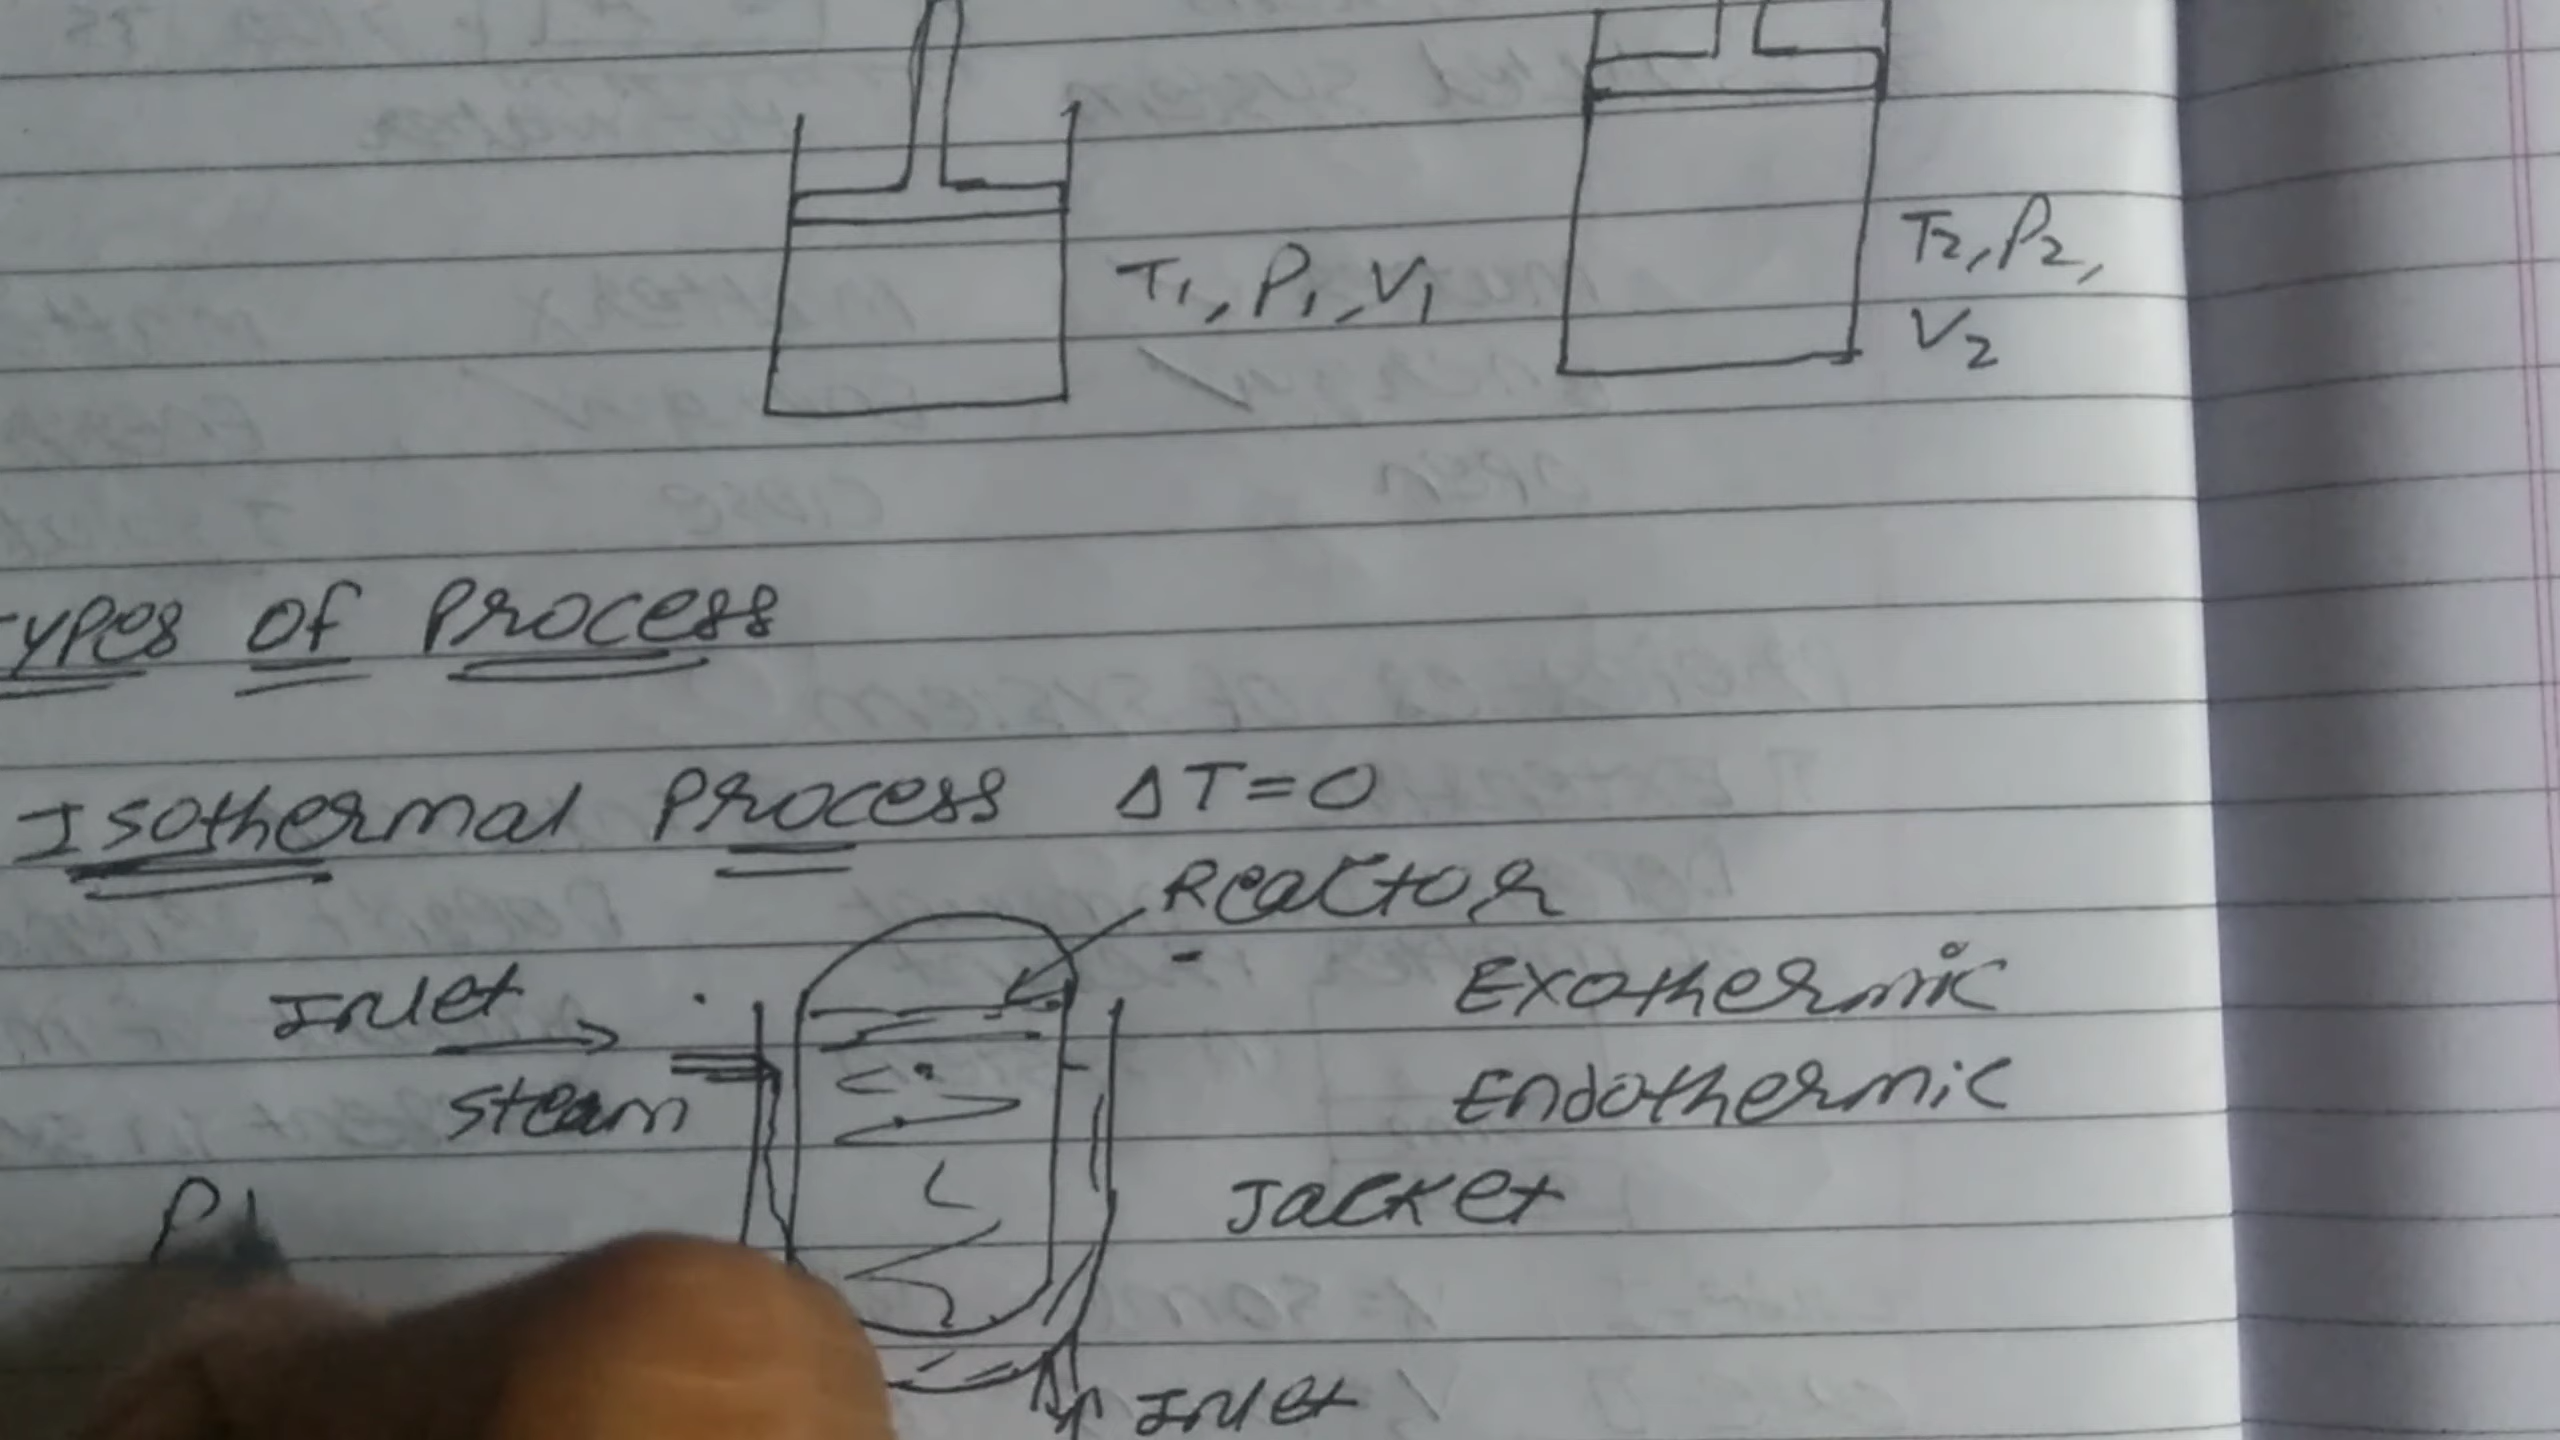 T1, P1, V1
T2, P2,
V2
Types of Process
Isothermal Process ΔT=0
Reactor
Inlet
Exothermic
steam
Endothermic
Jacket
P
Inlet